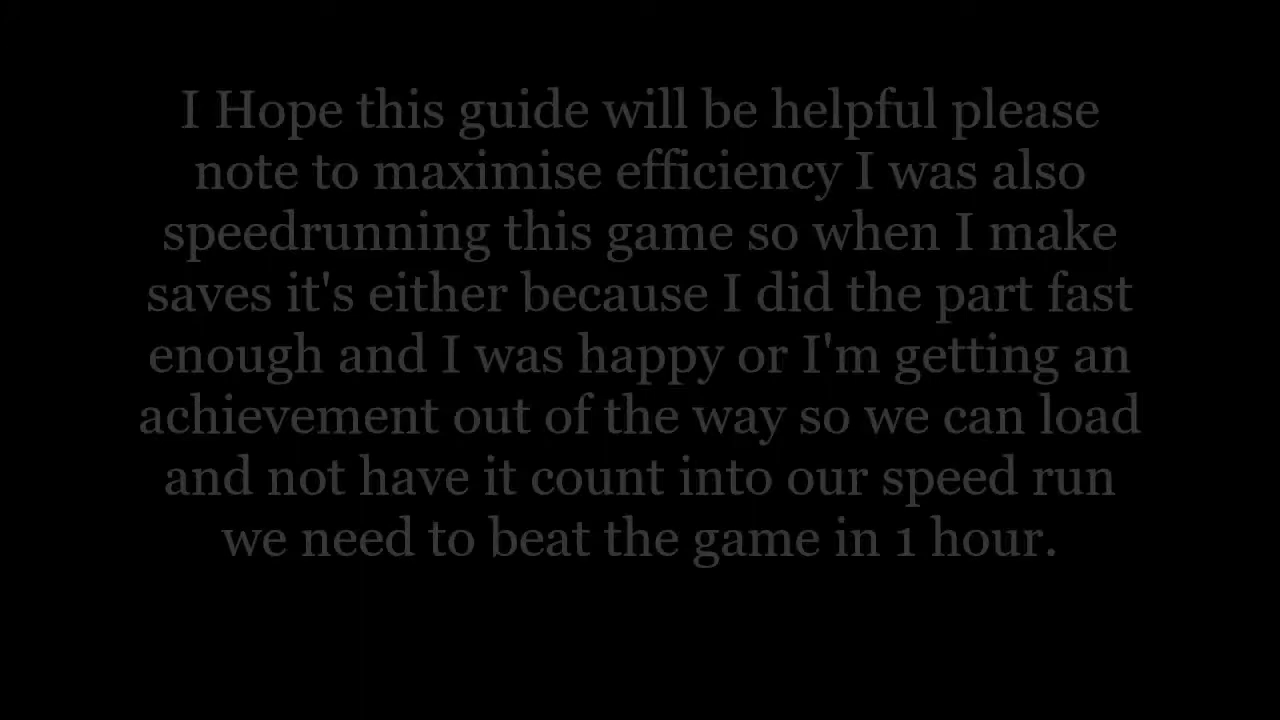 I Hope this guide will be helpful please
note to maximise efficiency I was also
speedrunning this game so when I make
saves it's either because I did the part fast
enough and I was happy or I'm getting an
achievement out of the way so we can load
and not have it count into our speed run
we need to beat the game in 1 hour.